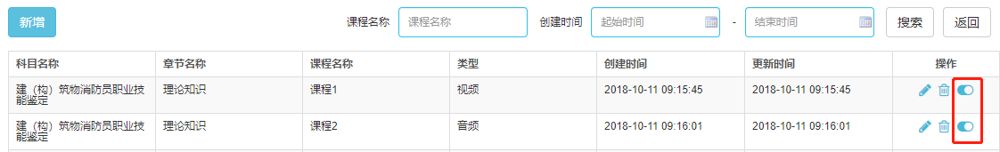 新增 课程名称 课程名称 创建时间 起始时间 - 结束时间 搜索 返回
科目名称 章节名称 课程名称 类型 创建时间 更新时间 操作
建（构）筑物消防员职业技能鉴定 理论知识 课程1 视频 2018-10-11 09:15:45 2018-10-11 09:15:45
建（构）筑物消防员职业技能鉴定 理论知识 课程2 音频 2018-10-11 09:16:01 2018-10-11 09:16:01